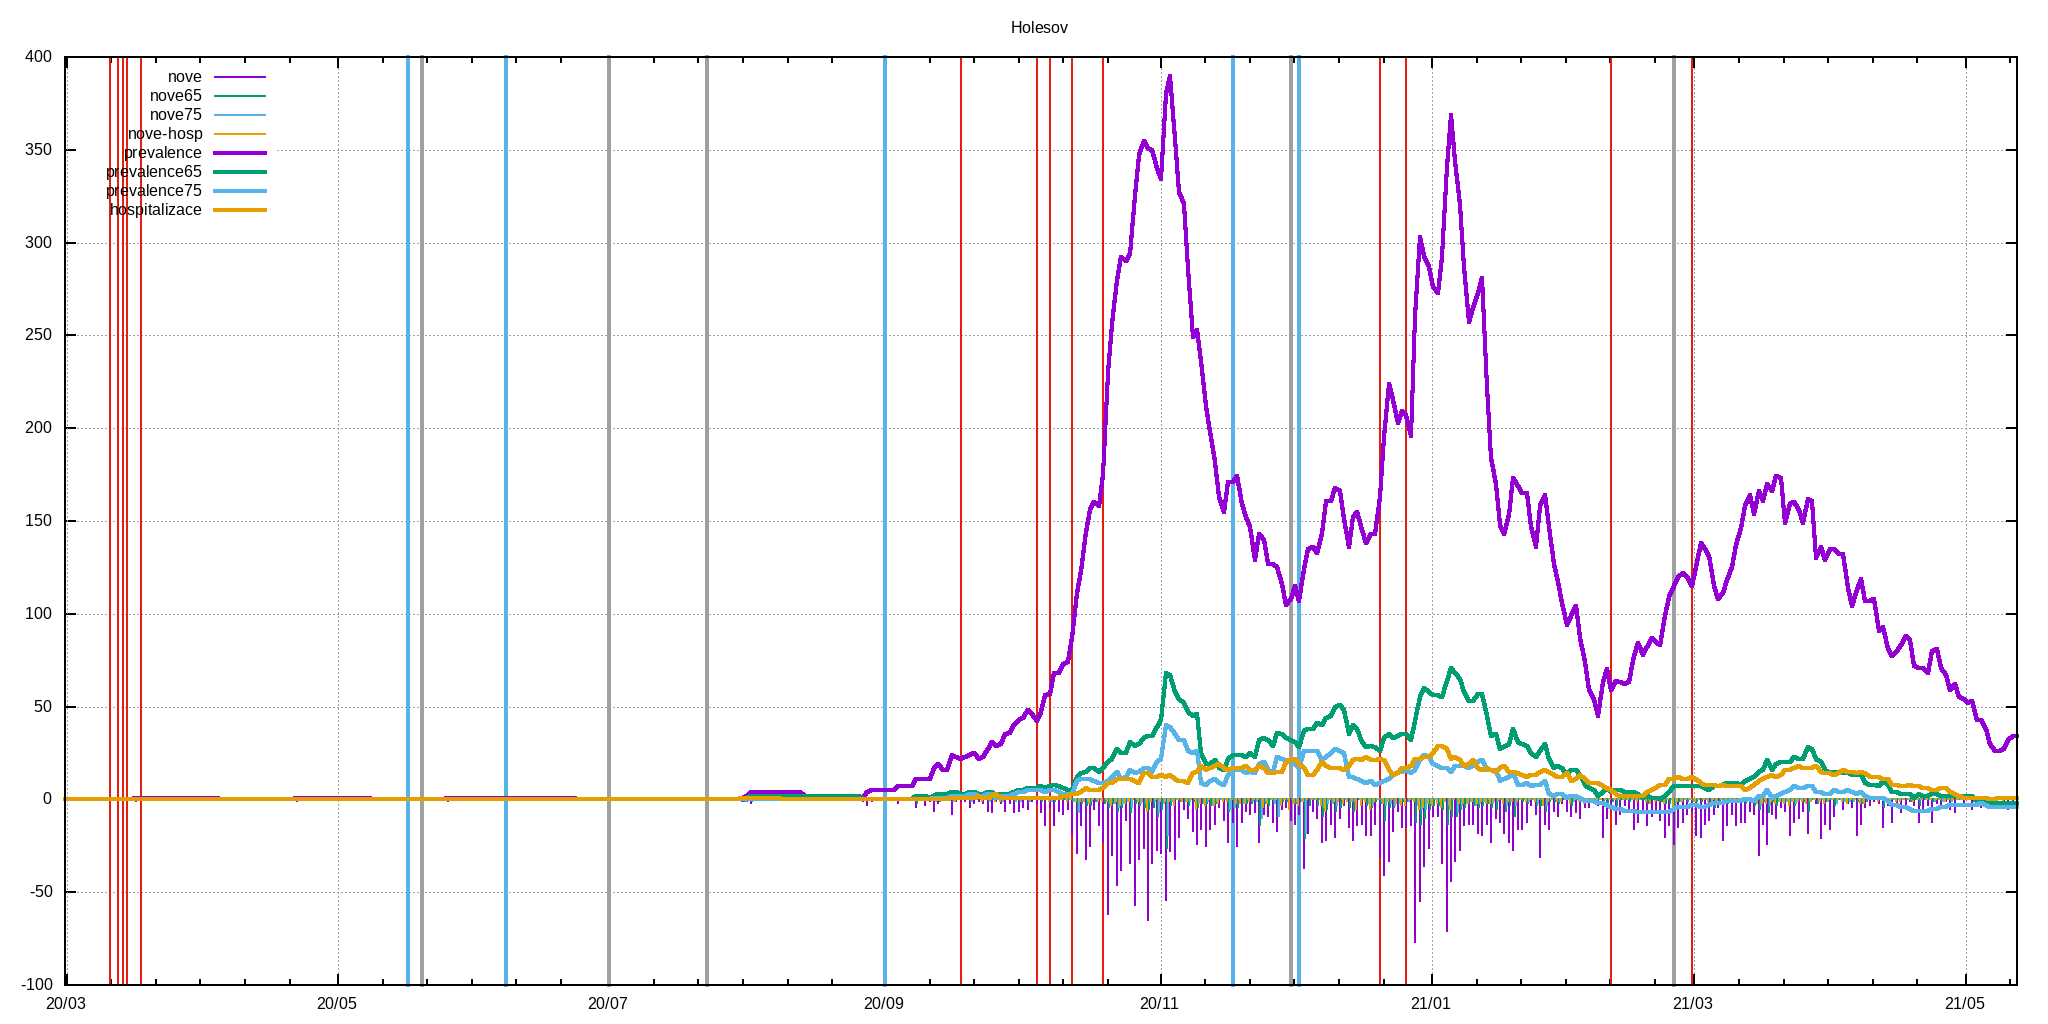 Holesov
400
350
300
250
200
150
100
50
0
-50
-100
nove
nove65
nove75
nove-hosp
prevalence
prevalence65
prevalence75
hospitalizace
20/03 20/05 20/07 20/09 20/11 21/01 21/03 21/05